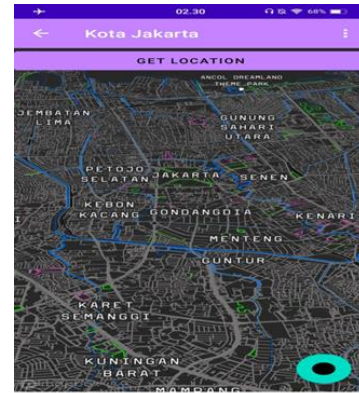 02.30 68%
Kota Jakarta
GET LOCATION
ANCOL DREAMLAND
THEME PARK
JEMBATAN
LIMA
GUNUNG
SAHARI
UTARA
PETOJO
SELATAN
JAKARTA
SENEN
KEBON
KACANG
GONDANGDIA
KENARI
MENTENG
GUNTUR
KARET
SEMANGGI
KUNINGAN
BARAT
MAMPANG